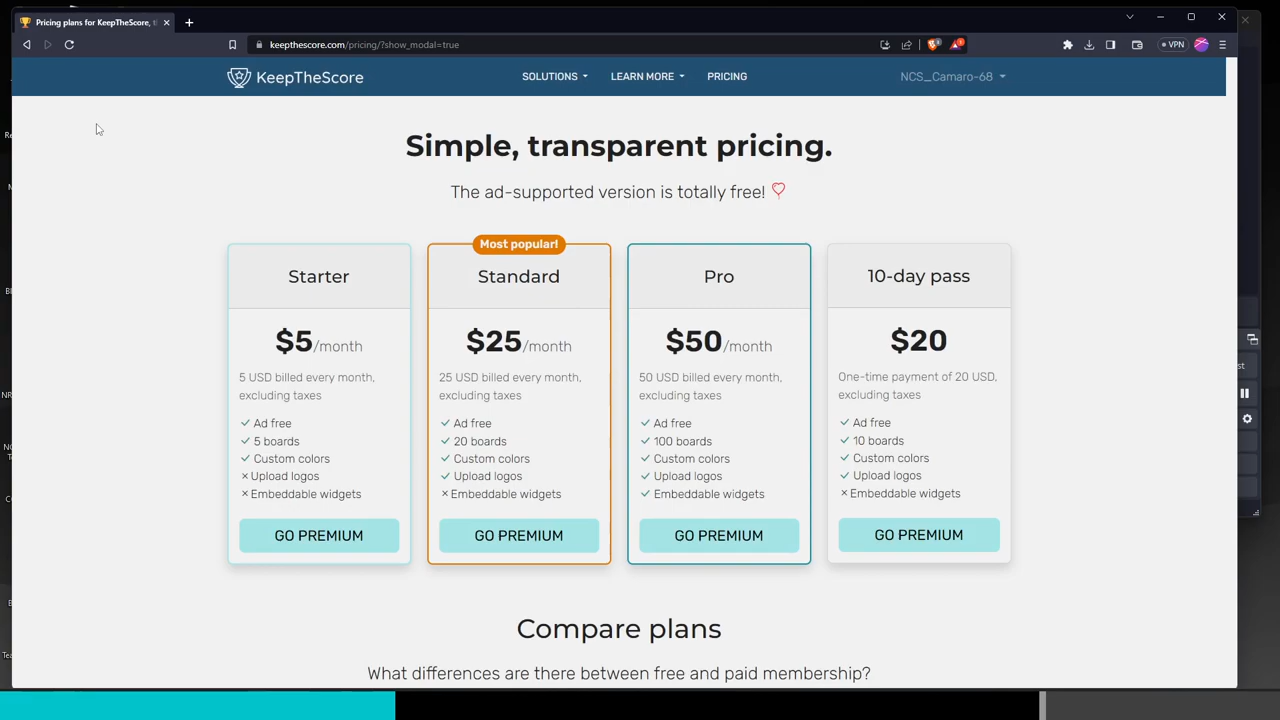 Pricing plans for KeepTheScore, t
keepthescore.com/pricing/?show_modal=true
VPN
KeepTheScore
SOLUTIONS
LEARN MORE
PRICING
NCS_Camaro-68
Simple, transparent pricing.
The ad-supported version is totally free!
Most popular!
Starter
$5/month
5 USD billed every month,
excluding taxes
Ad free
5 boards
Custom colors
Upload logos
Embeddable widgets
GO PREMIUM
Standard
$25/month
25 USD billed every month,
excluding taxes
Ad free
20 boards
Custom colors
Upload logos
Embeddable widgets
GO PREMIUM
Pro
$50/month
50 USD billed every month,
excluding taxes
Ad free
100 boards
Custom colors
Upload logos
Embeddable widgets
GO PREMIUM
10-day pass
$20
One-time payment of 20 USD,
excluding taxes
Ad free
10 boards
Custom colors
Upload logos
Embeddable widgets
GO PREMIUM
Compare plans
What differences are there between free and paid membership?